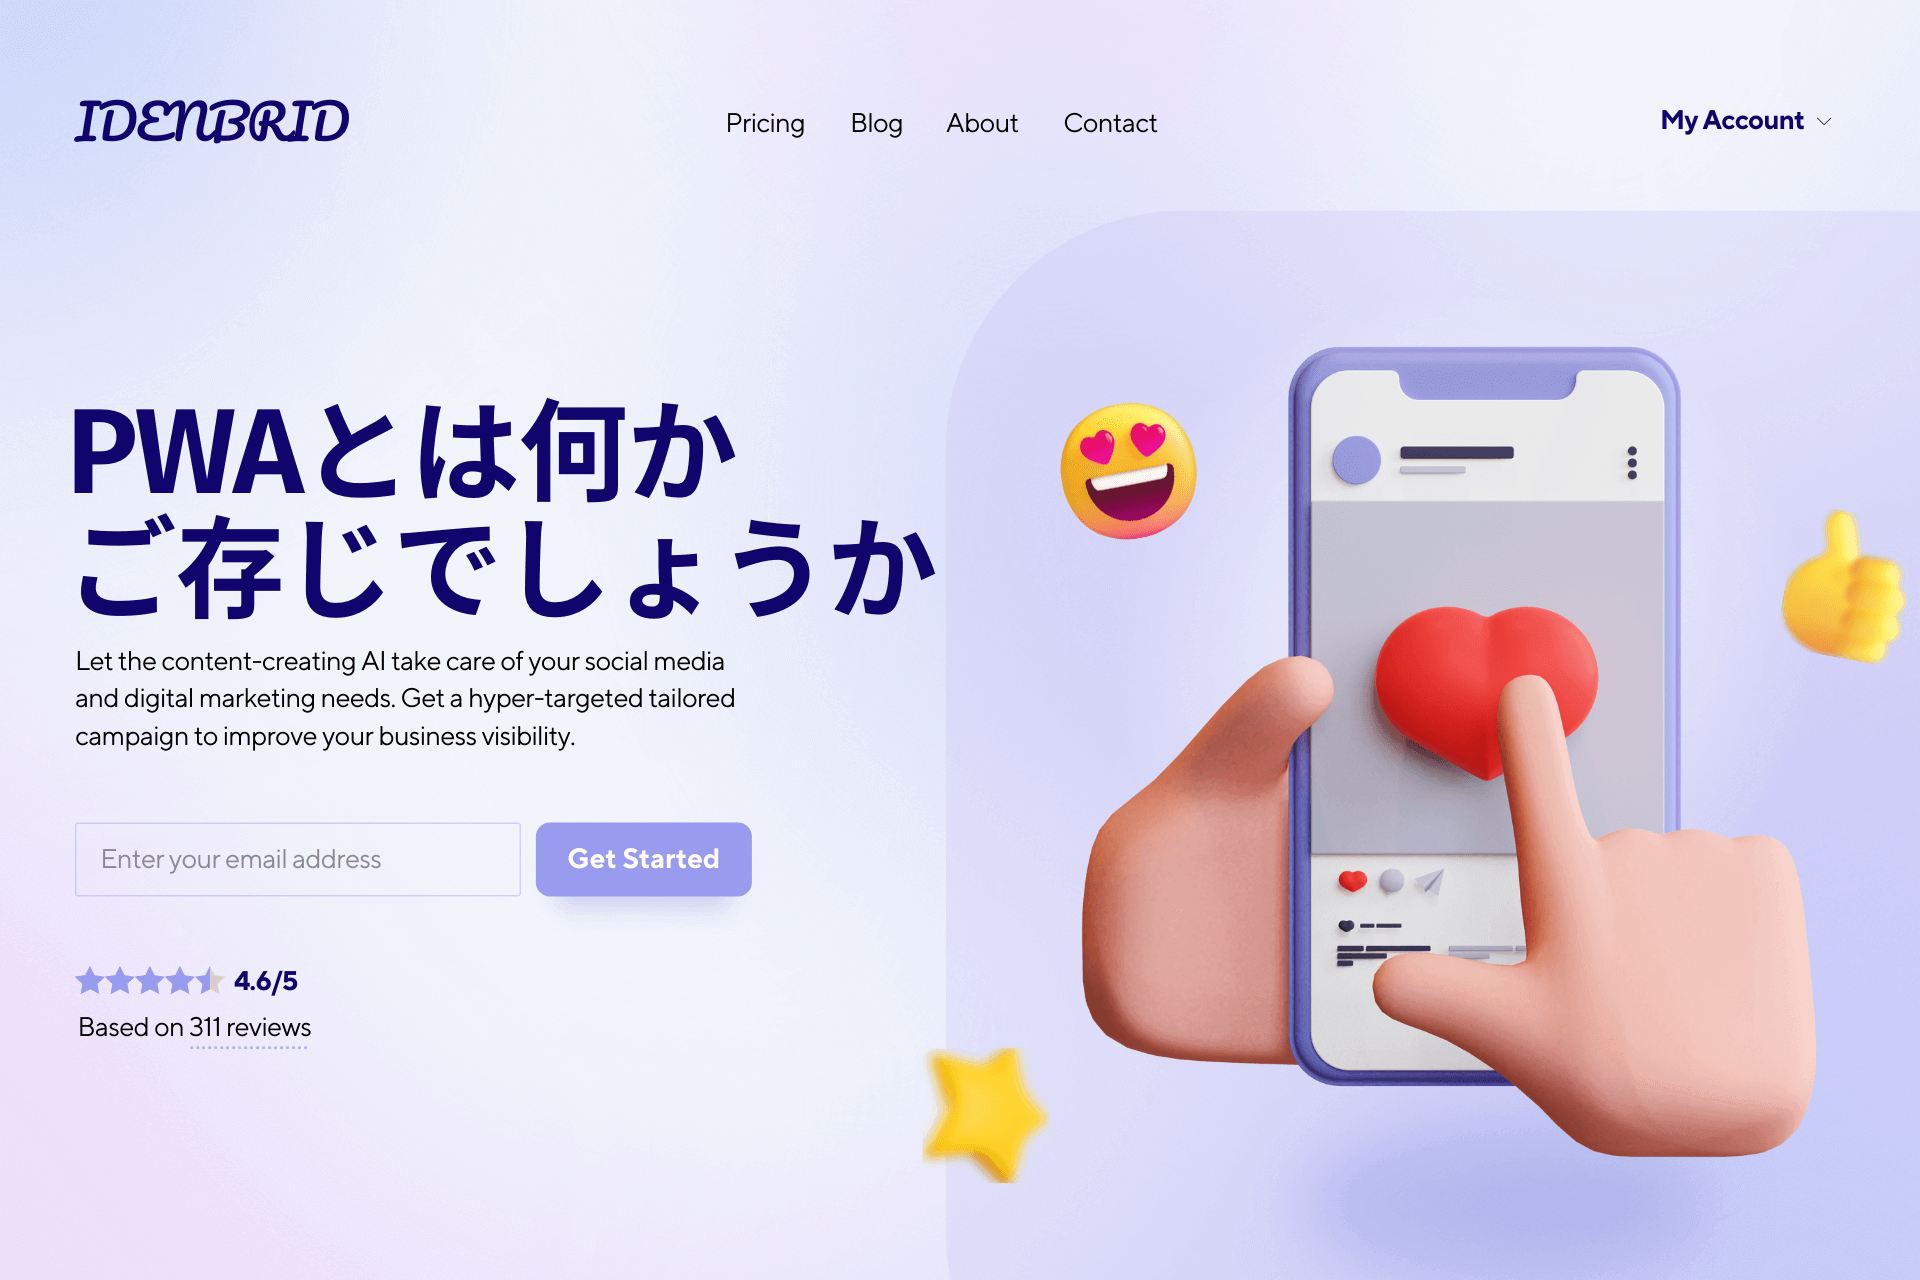 IDENBRID
Pricing Blog About Contact
My Account
PWAとは何か
ご存じでしょうか
Let the content-creating AI take care of your social media
and digital marketing needs. Get a hyper-targeted tailored
campaign to improve your business visibility.
Enter your email address
Get Started
4.6/5
Based on 311 reviews